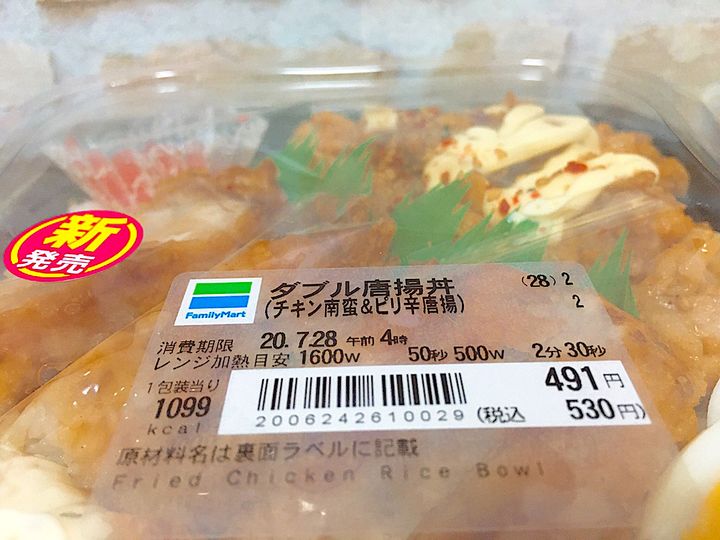 新
発売
FamilyMart
ダブル唐揚丼 (28) 2
(チキン南蛮&ピリ辛唐揚) 2
消費期限 20.7.28 午前 4時
レンジ加熱目安 1600W 50秒 500W 2分30秒
1包装当り
1099
kcal
491円
2006242610029 (税込 530円)
原材料名は裏面ラベルに記載
Fried Chicken Rice Bowl